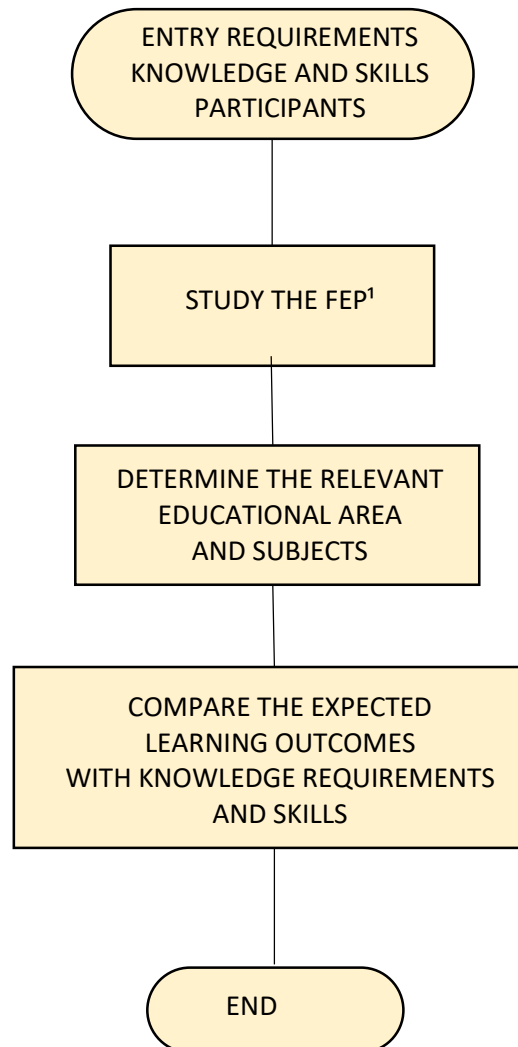 ENTRY REQUIREMENTS
KNOWLEDGE AND SKILLS
PARTICIPANTS
STUDY THE FEP¹
DETERMINE THE RELEVANT
EDUCATIONAL AREA
AND SUBJECTS
COMPARE THE EXPECTED
LEARNING OUTCOMES
WITH KNOWLEDGE REQUIREMENTS
AND SKILLS
END